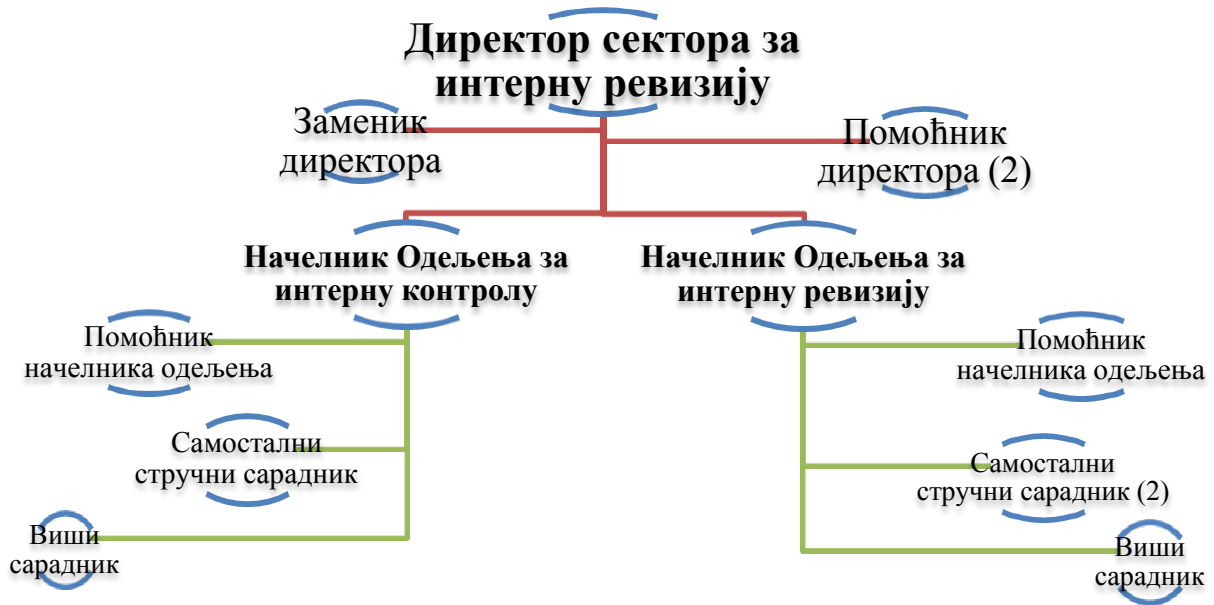 Директор сектора за
интерну ревизију
Заменик
директора
Помоћник
директора (2)
Начелник Одељења за
интерну контролу
Начелник Одељења за
интерну ревизију
Помоћник
начелника одељења
Самостални
стручни сарадник
Виши
сарадник
Помоћник
начелника одељења
Самостални
стручни сарадник (2)
Виши
сарадник